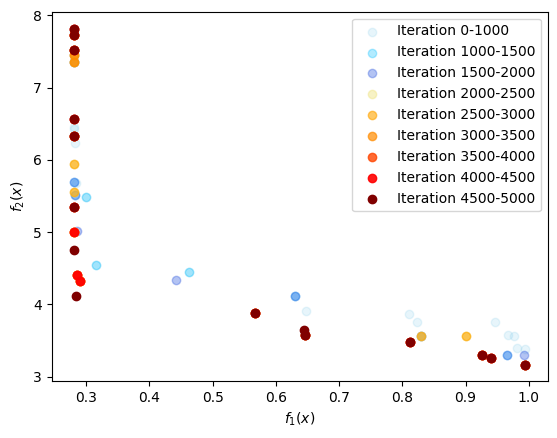 8
7
6
5
4
3
f₂(x)
0.3 0.4 0.5 0.6 0.7 0.8 0.9 1.0
f₁(x)
Iteration 0-1000
Iteration 1000-1500
Iteration 1500-2000
Iteration 2000-2500
Iteration 2500-3000
Iteration 3000-3500
Iteration 3500-4000
Iteration 4000-4500
Iteration 4500-5000